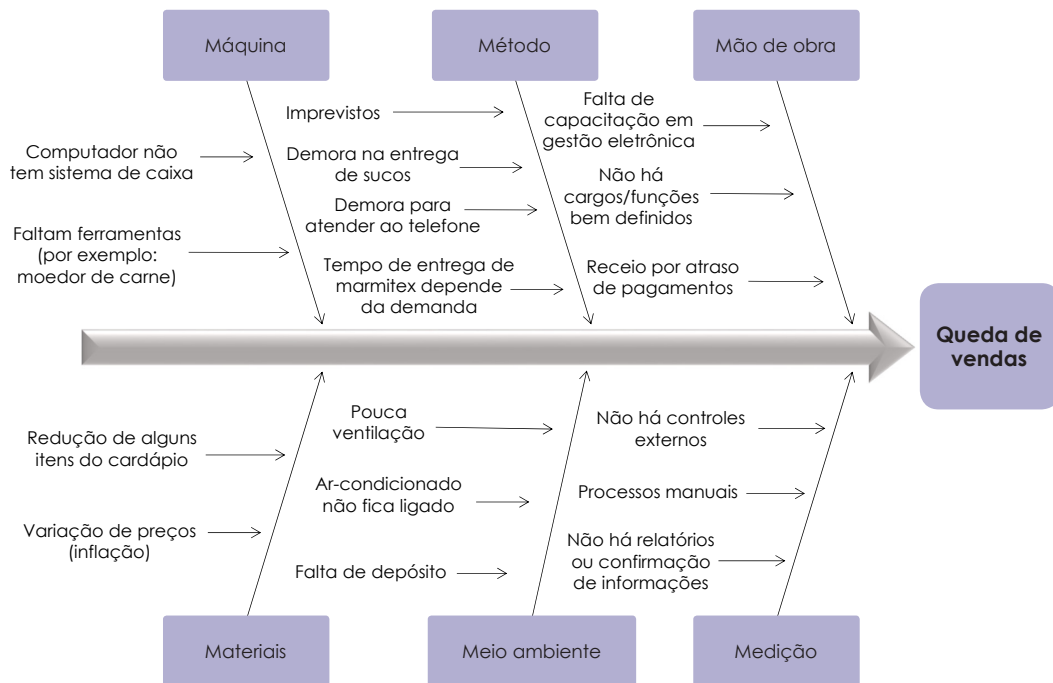 Máquina
Método
Mão de obra
Computador não
tem sistema de caixa
Faltam ferramentas
(por exemplo:
moedor de carne)
Imprevistos
Demora na entrega
de sucos
Demora para
atender ao telefone
Tempo de entrega de
marmitex depende
da demanda
Falta de
capacitação em
gestão eletrônica
Não há
cargos/funções
bem definidos
Receio por atraso
de pagamentos
Queda de
vendas
Redução de alguns
itens do cardápio
Variação de preços
(inflação)
Pouca
ventilação
Ar-condicionado
não fica ligado
Falta de depósito
Não há controles
externos
Processos manuais
Não há relatórios
ou confirmação
de informações
Materiais
Meio ambiente
Medição